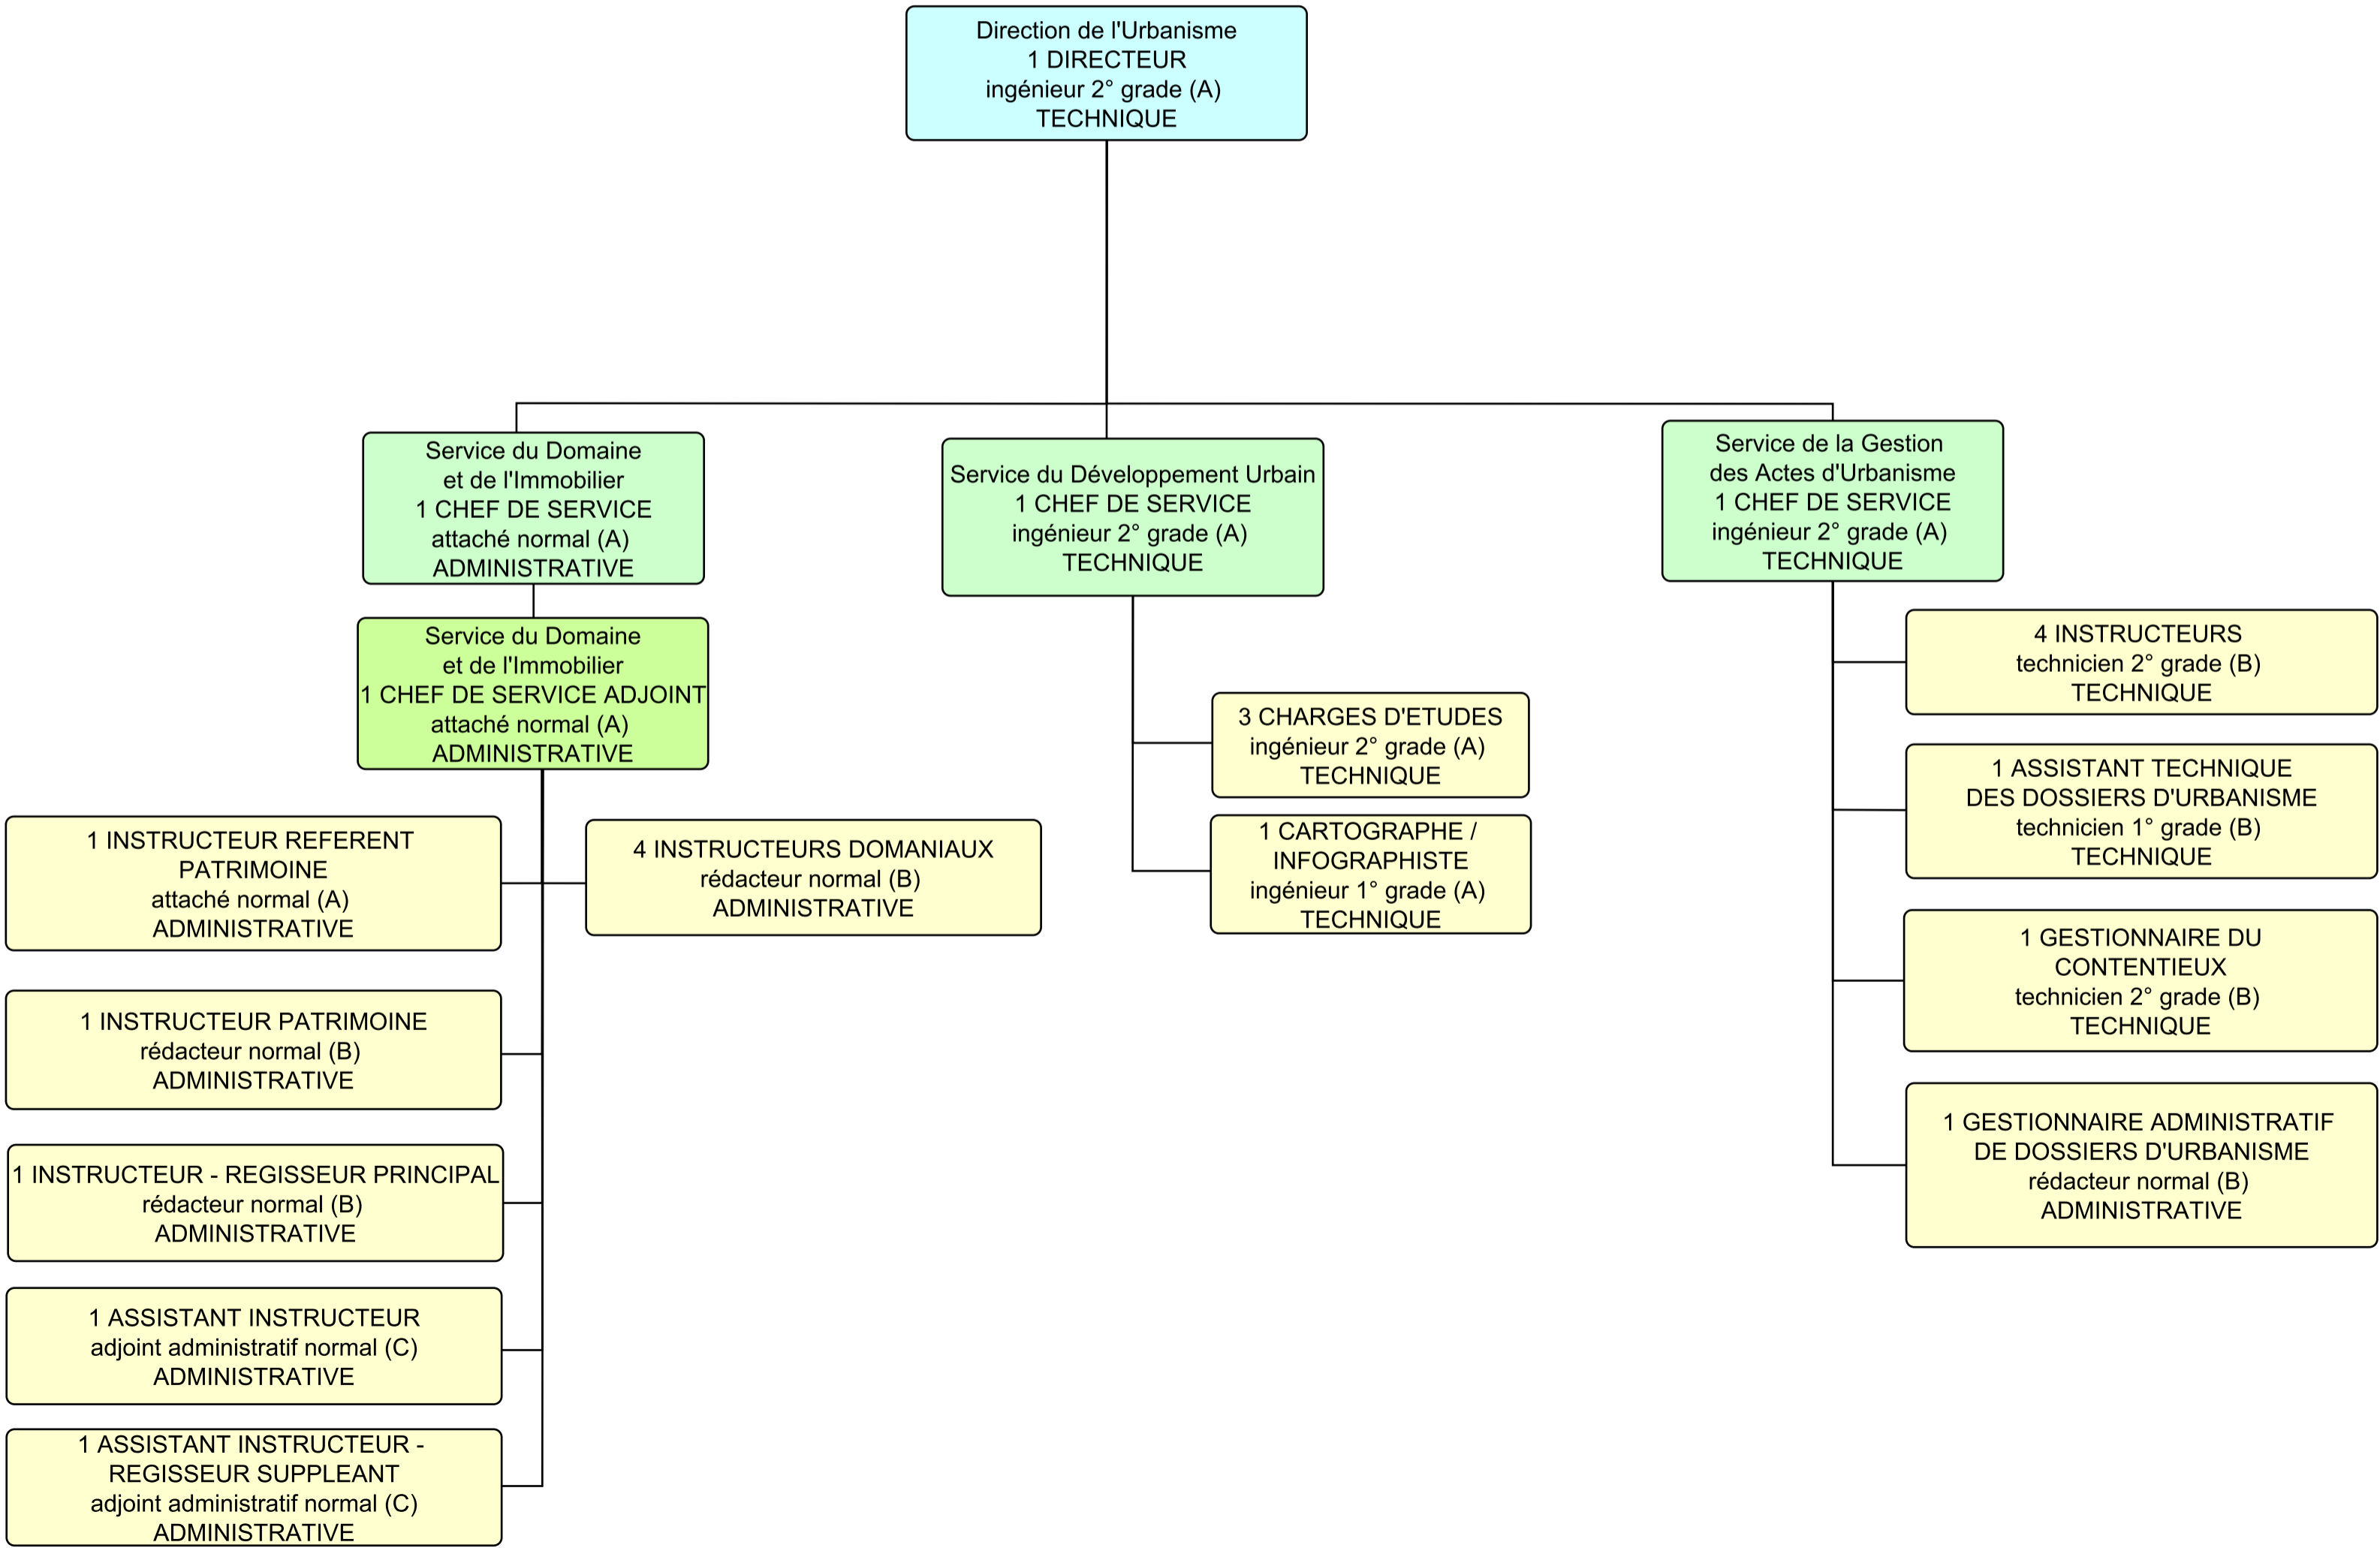 Direction de l'Urbanisme
1 DIRECTEUR
ingénieur 2° grade (A)
TECHNIQUE
Service du Domaine
et de l'Immobilier
1 CHEF DE SERVICE
attaché normal (A)
ADMINISTRATIVE
Service du Domaine
et de l'Immobilier
1 CHEF DE SERVICE ADJOINT
attaché normal (A)
ADMINISTRATIVE
1 INSTRUCTEUR REFERENT
PATRIMOINE
attaché normal (A)
ADMINISTRATIVE
4 INSTRUCTEURS DOMANIAUX
rédacteur normal (B)
ADMINISTRATIVE
1 INSTRUCTEUR PATRIMOINE
rédacteur normal (B)
ADMINISTRATIVE
1 INSTRUCTEUR - REGISSEUR PRINCIPAL
rédacteur normal (B)
ADMINISTRATIVE
1 ASSISTANT INSTRUCTEUR
adjoint administratif normal (C)
ADMINISTRATIVE
1 ASSISTANT INSTRUCTEUR -
REGISSEUR SUPPLEANT
adjoint administratif normal (C)
ADMINISTRATIVE
Service du Développement Urbain
1 CHEF DE SERVICE
ingénieur 2° grade (A)
TECHNIQUE
3 CHARGES D'ETUDES
ingénieur 2° grade (A)
TECHNIQUE
1 CARTOGRAPHE /
INFOGRAPHISTE
ingénieur 1° grade (A)
TECHNIQUE
Service de la Gestion
des Actes d'Urbanisme
1 CHEF DE SERVICE
ingénieur 2° grade (A)
TECHNIQUE
4 INSTRUCTEURS
technicien 2° grade (B)
TECHNIQUE
1 ASSISTANT TECHNIQUE
DES DOSSIERS D'URBANISME
technicien 1° grade (B)
TECHNIQUE
1 GESTIONNAIRE DU
CONTENTIEUX
technicien 2° grade (B)
TECHNIQUE
1 GESTIONNAIRE ADMINISTRATIF
DE DOSSIERS D'URBANISME
rédacteur normal (B)
ADMINISTRATIVE